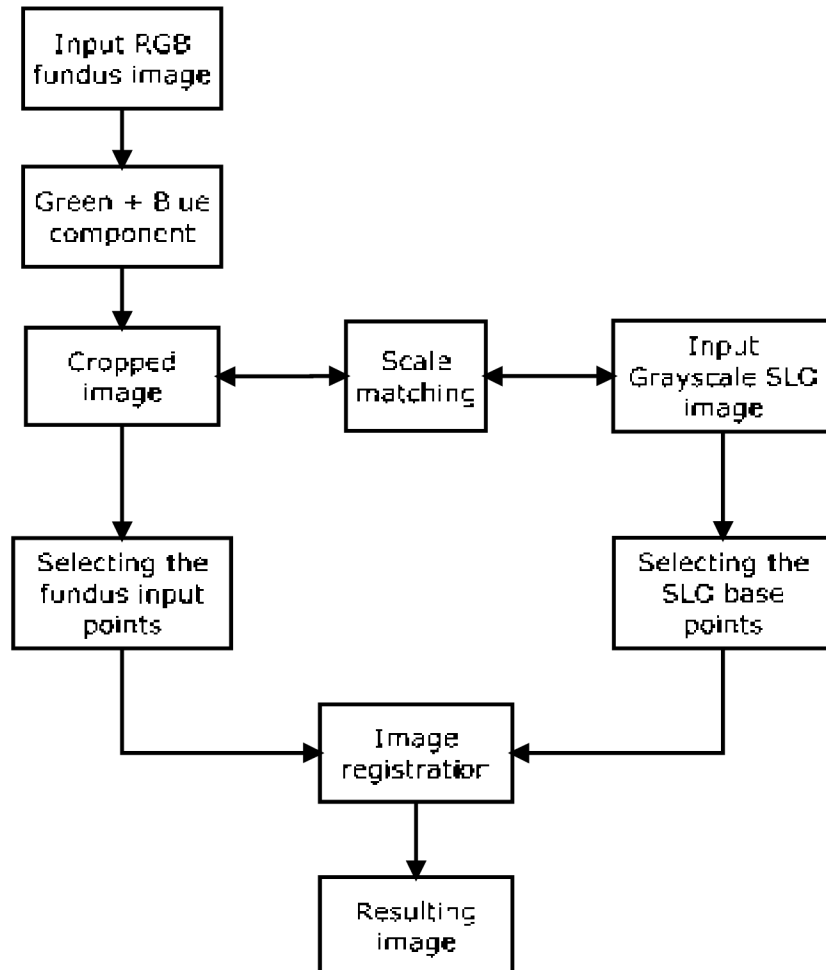 Input RGB
fundus image
Green + B ue
component
Cropped
image
Scale
matching
Input
Grayscale SLO
image
Selecting the
fundus input
points
Selecting the
SLO base
points
Image
registration
Resulting
image